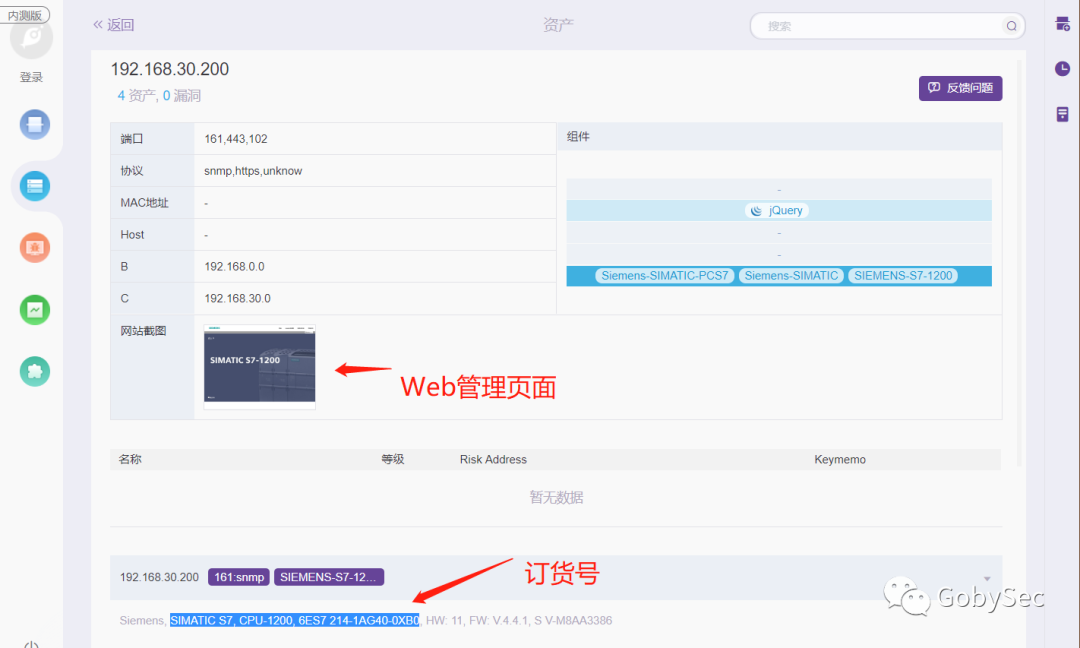 内测版
« 返回
资产
搜索
登录
192.168.30.200
4 资产, 0 漏洞
反馈问题
端口 161,443,102
组件
协议 snmp,https,unknow
-
MAC地址 -
jQuery
Host -
-
-
B 192.168.0.0
Siemens-SIMATIC-PCS7 Siemens-SIMATIC SIEMENS-S7-1200
C 192.168.30.0
网站截图
SIMATIC S7-1200
Web管理页面
名称 等级 Risk Address Keymemo
暂无数据
订货号
192.168.30.200 161:snmp SIEMENS-S7-12...
GobySec
Siemens, SIMATIC S7, CPU-1200, 6ES7 214-1AG40-0XB0, HW: 11, FW: V.4.4.1, S V-M8AA3386